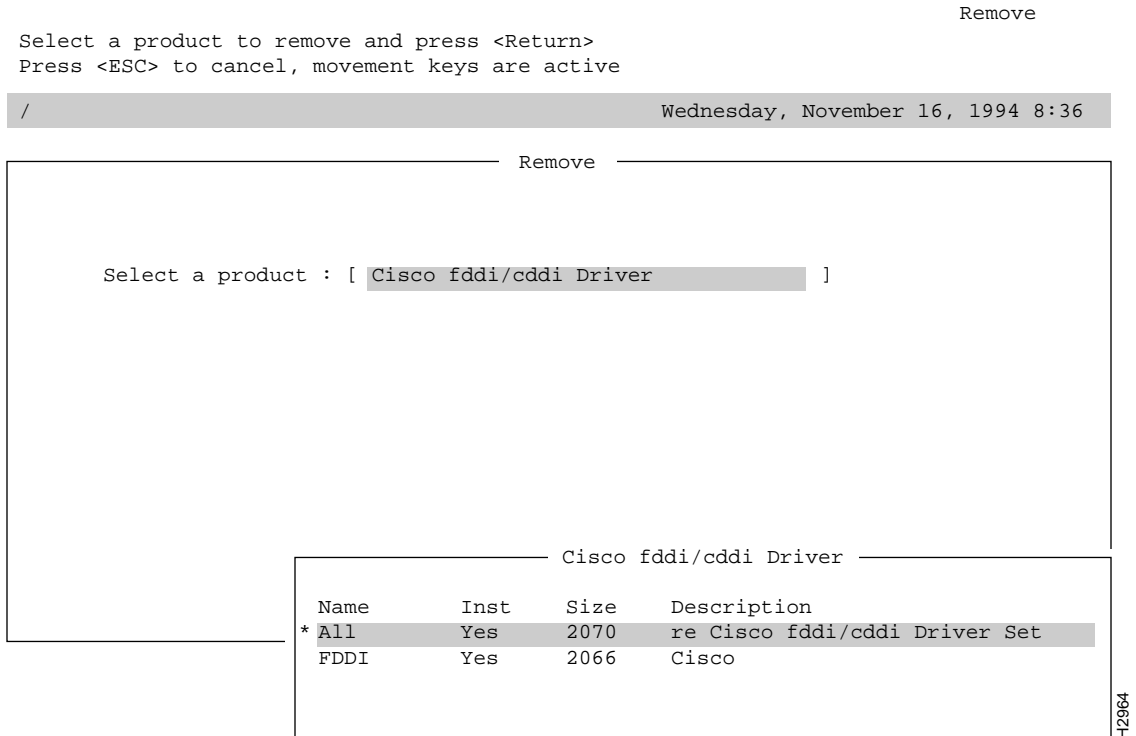 Remove
Select a product to remove and press <Return>
Press <ESC> to cancel, movement keys are active
/ Wednesday, November 16, 1994 8:36
Remove
Select a product : [ Cisco fddi/cddi Driver ]
Cisco fddi/cddi Driver
Name Inst Size Description
* All Yes 2070 re Cisco fddi/cddi Driver Set
FDDI Yes 2066 Cisco
H2964